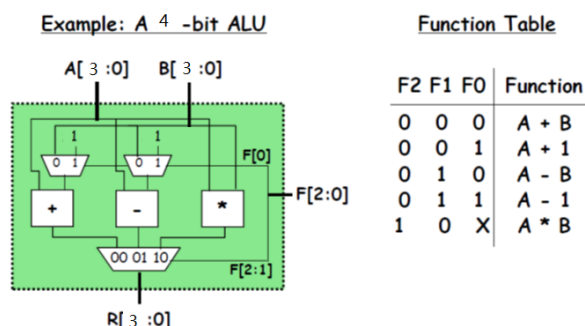 Example: A 4 -bit ALU
Function Table
A[ 3 :0] B[ 3 :0]
F2 F1 F0 Function
0 0 0 A + B
0 0 1 A + 1
0 1 0 A - B
0 1 1 A - 1
1 0 X A * B
1 1
0 1 0 1
F[0]
F[2:0]
+ - *
00 01 10
F[2:1]
R[ 3 :0]